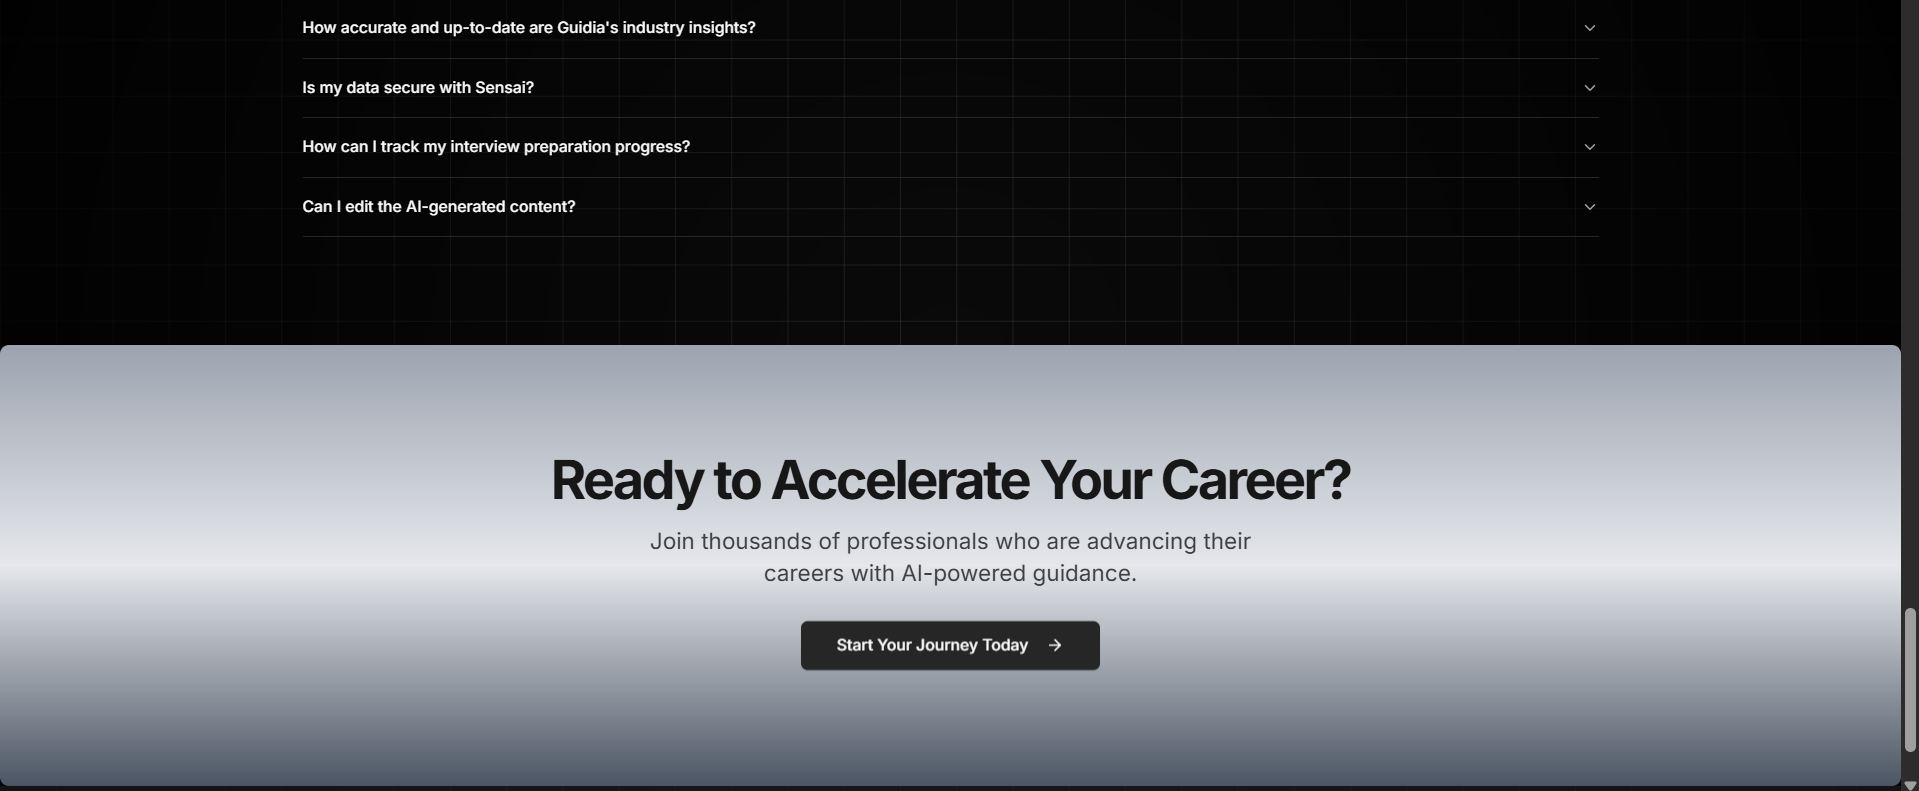 How accurate and up-to-date are Guidia's industry insights?
Is my data secure with Sensai?
How can I track my interview preparation progress?
Can I edit the AI-generated content?
Ready to Accelerate Your Career?
Join thousands of professionals who are advancing their
careers with AI-powered guidance.
Start Your Journey Today